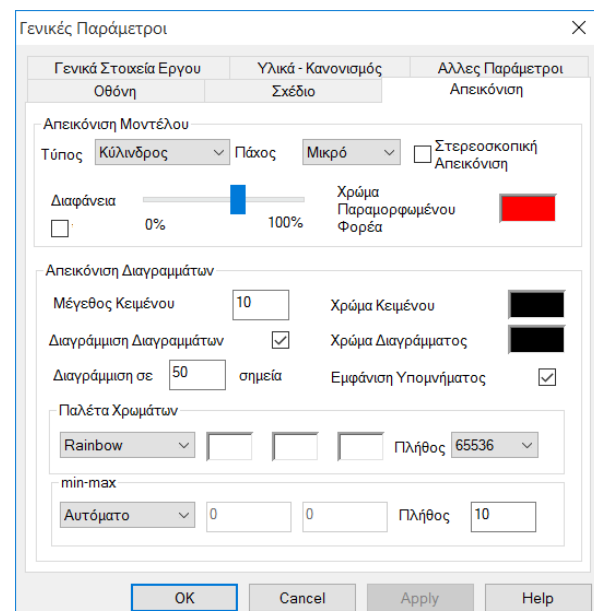 Γενικές Παράμετροι
Γενικά Στοιχεία Εργου Υλικά - Κανονισμός Αλλες Παράμετροι
Οθόνη Σχέδιο Απεικόνιση
Απεικόνιση Μοντέλου
Τύπος Κύλινδρος Πάχος Μικρό Στερεοσκοπική
Απεικόνιση
Διαφάνεια
0% 100%
Χρώμα
Παραμορφωμένου
Φορέα
Απεικόνιση Διαγραμμάτων
Μέγεθος Κειμένου 10 Χρώμα Κειμένου
Διαγράμμιση Διαγραμμάτων Χρώμα Διαγράμματος
Διαγράμμιση σε 50 σημεία Εμφάνιση Υπομνήματος
Παλέτα Χρωμάτων
Rainbow Πλήθος 65536
min-max
Αυτόματο 0 0 Πλήθος 10
OK Cancel Apply Help